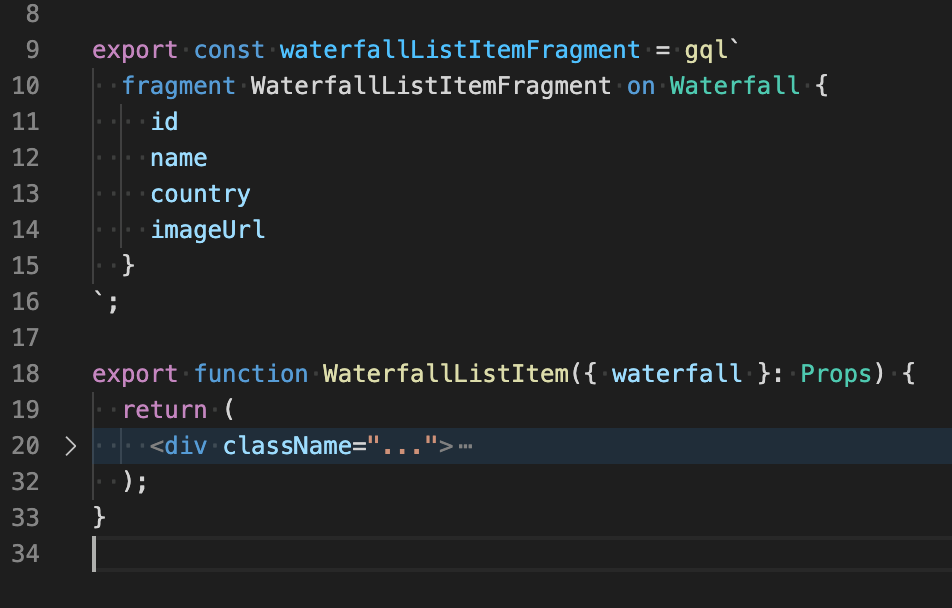 8
9 export const waterfallListItemFragment = gql`
10   fragment WaterfallListItemFragment on Waterfall {
11     id
12     name
13     country
14     imageUrl
15   }
16 `;
17
18 export function WaterfallListItem({ waterfall }: Props) {
19   return (
20     <div className="...">⋯
32   );
33 }
34